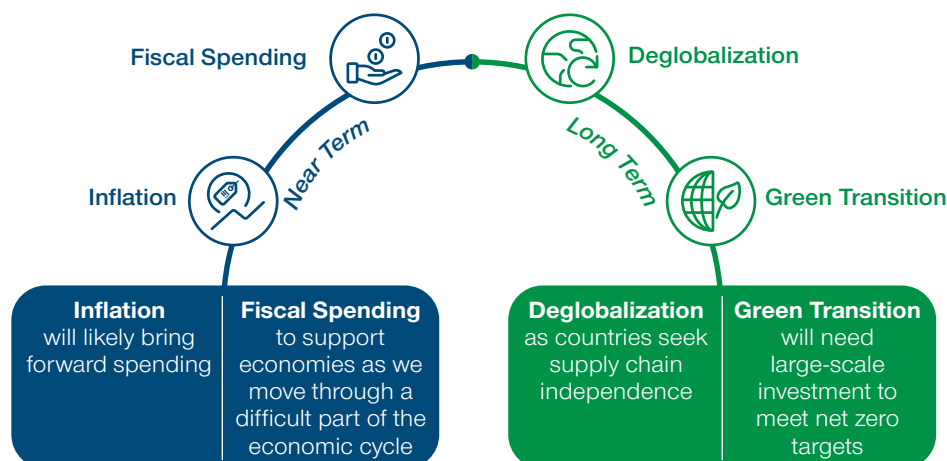 Fiscal Spending
Deglobalization
Near Term
Long Term
Inflation
Green Transition
Inflation
will likely bring
forward spending
Fiscal Spending
to support
economies as we
move through a
difficult part of the
economic cycle
Deglobalization
as countries seek
supply chain
independence
Green Transition
will need
large-scale
investment to
meet net zero
targets